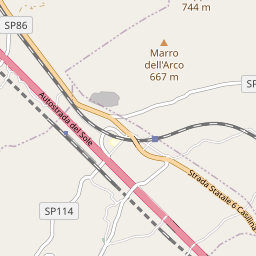 744 m
SP86
Marro
dell'Arco
667 m
SP
Autostrada del Sole
Strada Statale 6 Casilina
SP114